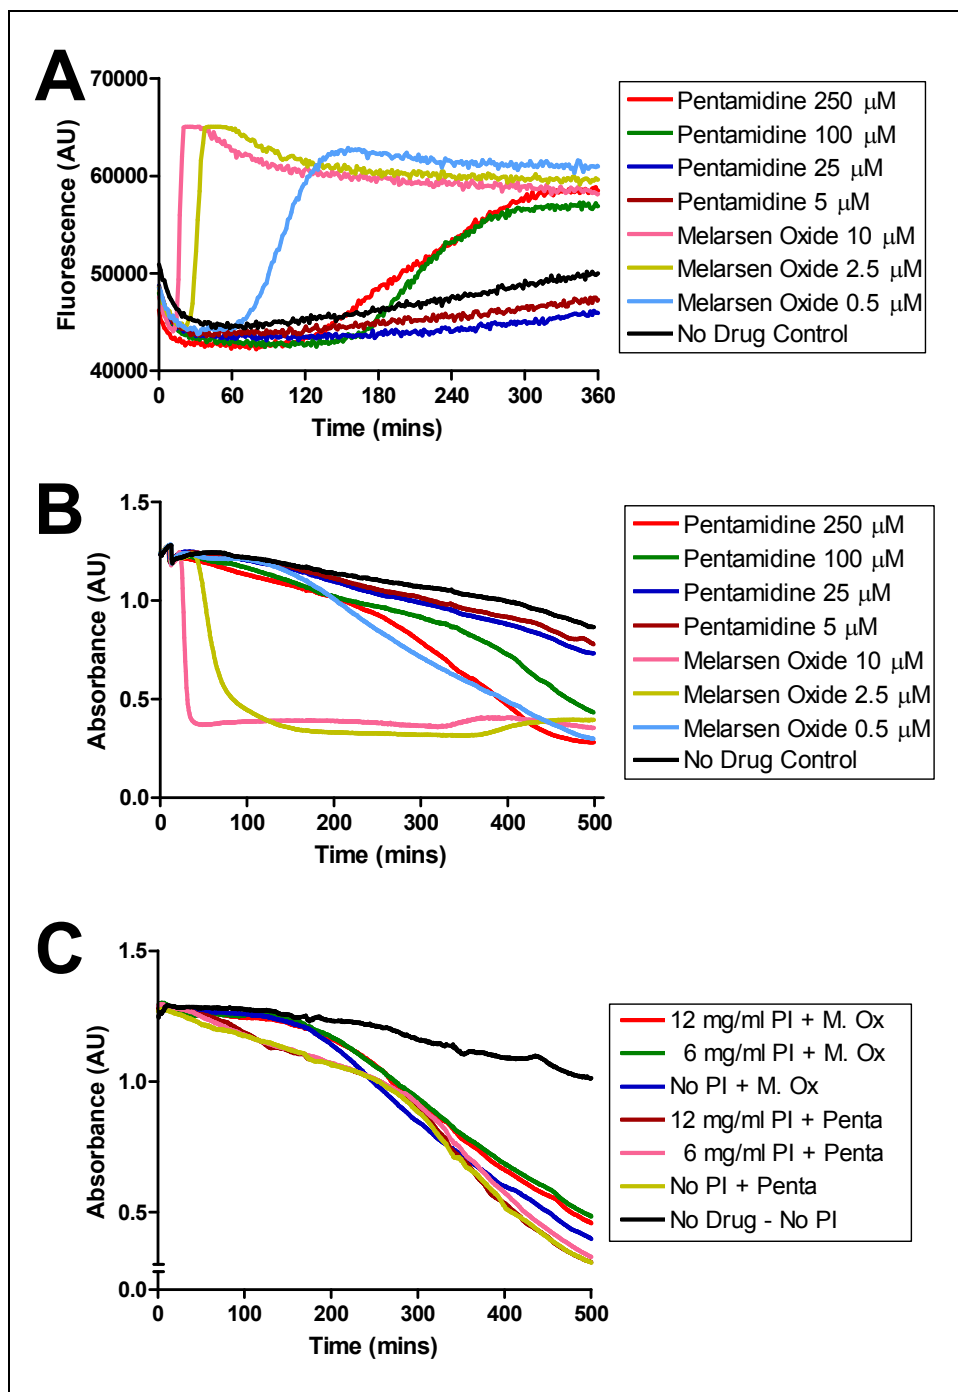 A
70000
60000
50000
40000
Fluorescence (AU)
0 60 120 180 240 300 360
Time (mins)
Pentamidine 250 μM
Pentamidine 100 μM
Pentamidine 25 μM
Pentamidine 5 μM
Melarsen Oxide 10 μM
Melarsen Oxide 2.5 μM
Melarsen Oxide 0.5 μM
No Drug Control
B
1.5
1.0
0.5
0.0
Absorbance (AU)
0 100 200 300 400 500
Time (mins)
Pentamidine 250 μM
Pentamidine 100 μM
Pentamidine 25 μM
Pentamidine 5 μM
Melarsen Oxide 10 μM
Melarsen Oxide 2.5 μM
Melarsen Oxide 0.5 μM
No Drug Control
C
1.5
1.0
0.5
0.0
Absorbance (AU)
0 100 200 300 400 500
Time (mins)
12 mg/ml PI + M. Ox
6 mg/ml PI + M. Ox
No PI + M. Ox
12 mg/ml PI + Penta
6 mg/ml PI + Penta
No PI + Penta
No Drug - No PI